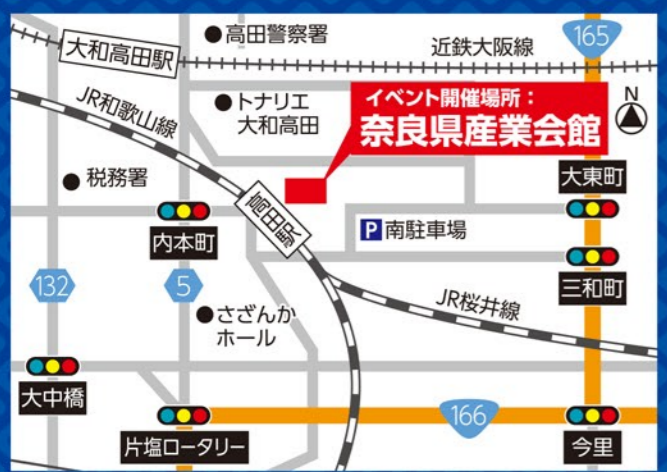 高田警察署
近鉄大阪線
165
大和高田駅
JR和歌山線
トナリエ
大和高田
イベント開催場所：
奈良県産業会館
N
大東町
税務署
高田駅
内本町
P南駐車場
三和町
132
5
さざんか
ホール
JR桜井線
大中橋
166
片塩ロータリー
今里